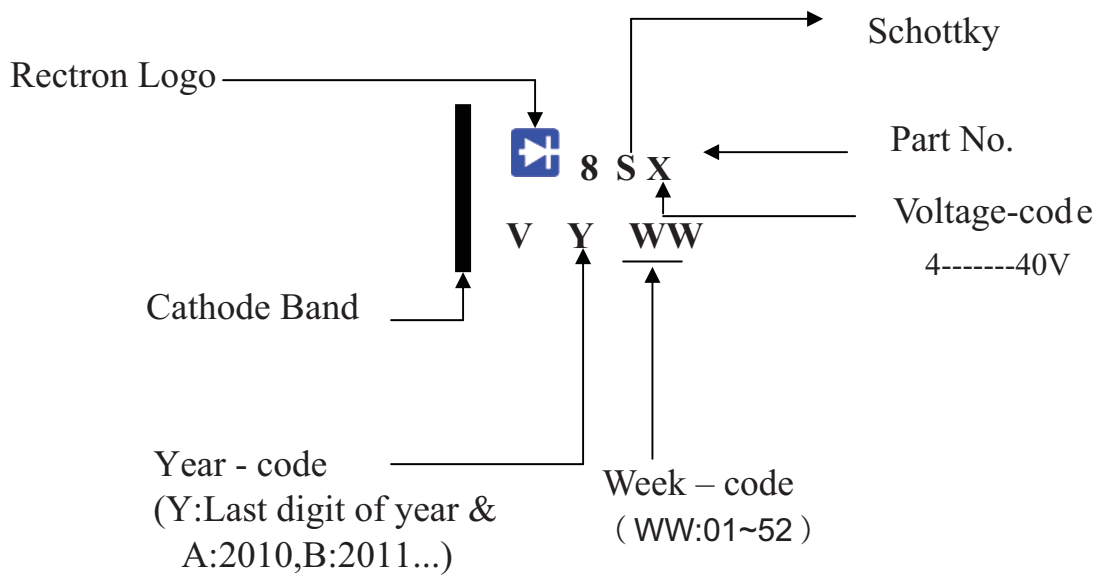 Schottky
Rectron Logo
8 S X
Part No.
Voltage-code
4-------40V
V Y WW
Cathode Band
Year - code
(Y:Last digit of year &
A:2010,B:2011...)
Week – code
（WW:01~52）